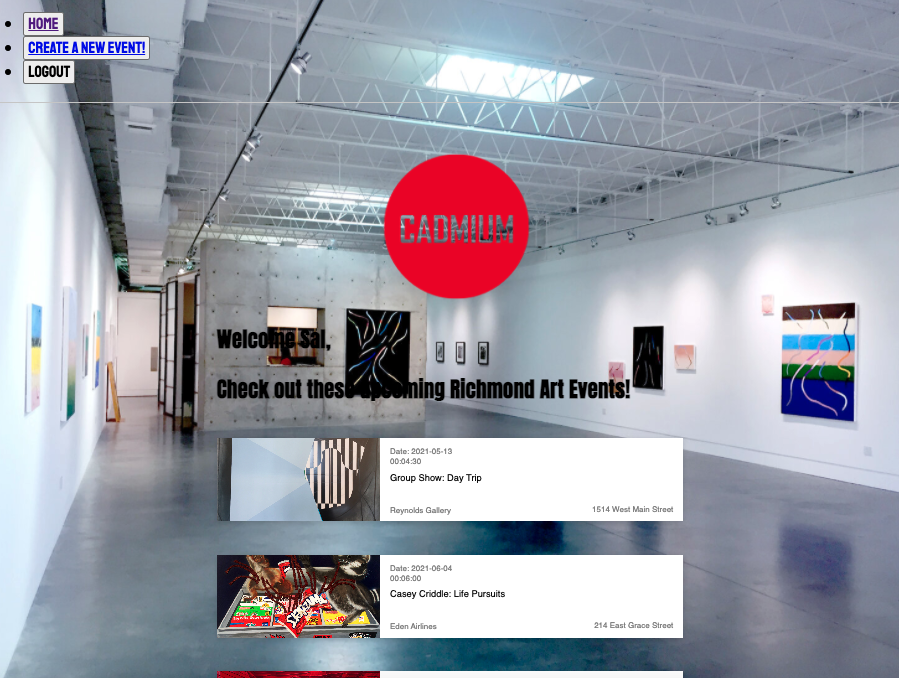 HOME
CREATE A NEW EVENT!
LOGOUT
CADMIUM
Welcome Sal,
Check out these upcoming Richmond Art Events!
Date: 2021-05-13
00:04:30
Group Show: Day Trip
Reynolds Gallery 1514 West Main Street
Date: 2021-06-04
00:06:00
Casey Criddle: Life Pursuits
Eden Airlines 214 East Grace Street